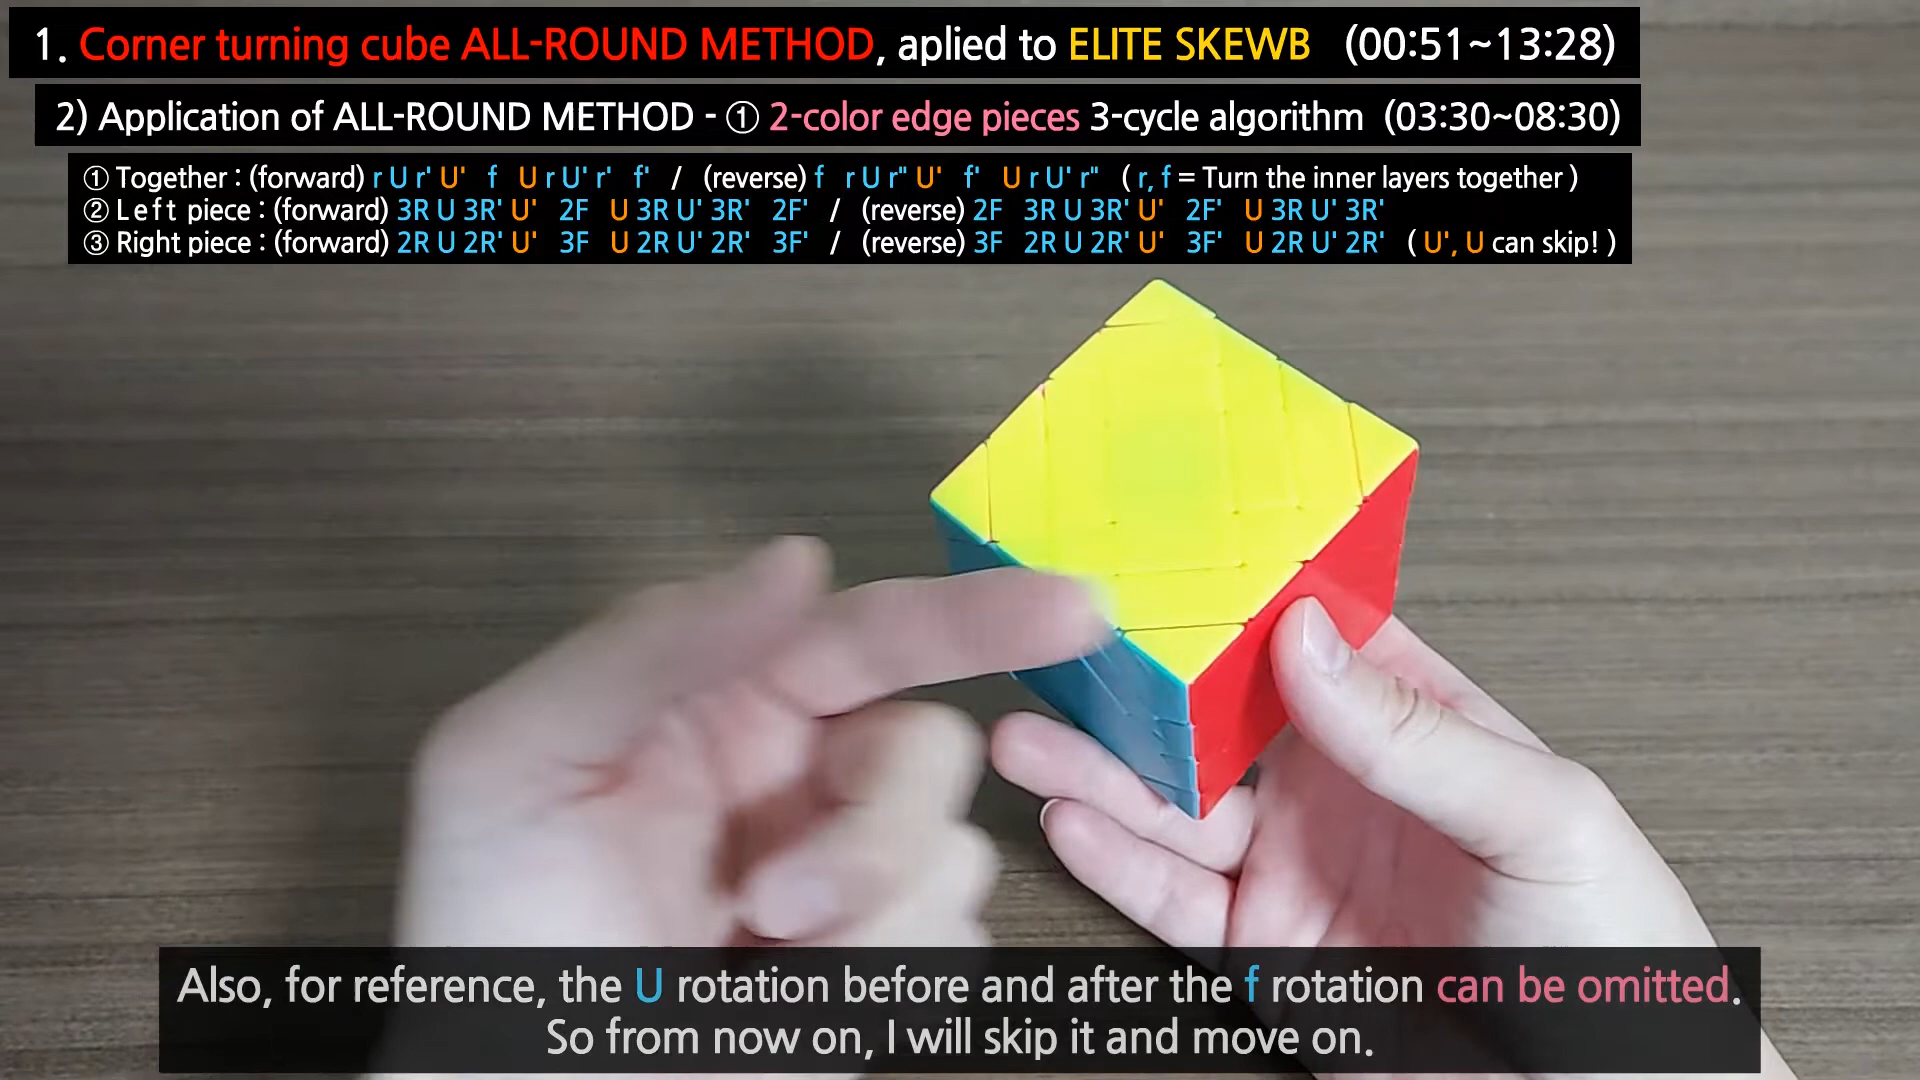 1. Corner turning cube ALL-ROUND METHOD, aplied to ELITE SKEWB (00:51~13:28)
2) Application of ALL-ROUND METHOD - ① 2-color edge pieces 3-cycle algorithm (03:30~08:30)
① Together : (forward) r U r' U' f U r U' r' f' / (reverse) f r U r" U' f' U r U' r" ( r, f = Turn the inner layers together )
② Left piece : (forward) 3R U 3R' U' 2F U 3R U' 3R' 2F' / (reverse) 2F 3R U 3R' U' 2F' U 3R U' 3R'
③ Right piece : (forward) 2R U 2R' U' 3F U 2R U' 2R' 3F' / (reverse) 3F 2R U 2R' U' 3F' U 2R U' 2R' ( U', U can skip! )
Also, for reference, the U rotation before and after the f rotation can be omitted.
So from now on, I will skip it and move on.